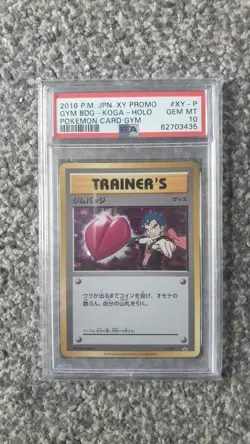 2016 P.M. JPN. XY PROMO #XY-P
GYM BDG - KOGA - HOLO GEM MT
POKEMON CARD GYM 10
PSA 62703435
TRAINER'S
ジムバッジ グッズ
ウラが出るまでコインを投げ、オモテの
数ぶん、自分の山札を引く。